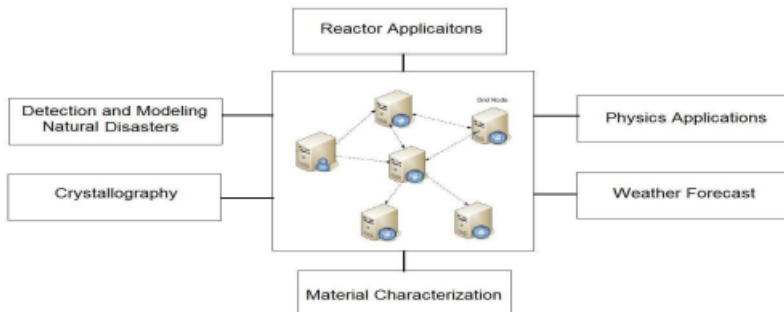 Reactor Applicaitons
Detection and Modeling
Natural Disasters
Grid Node
Physics Applications
Crystallography
Weather Forecast
Material Characterization